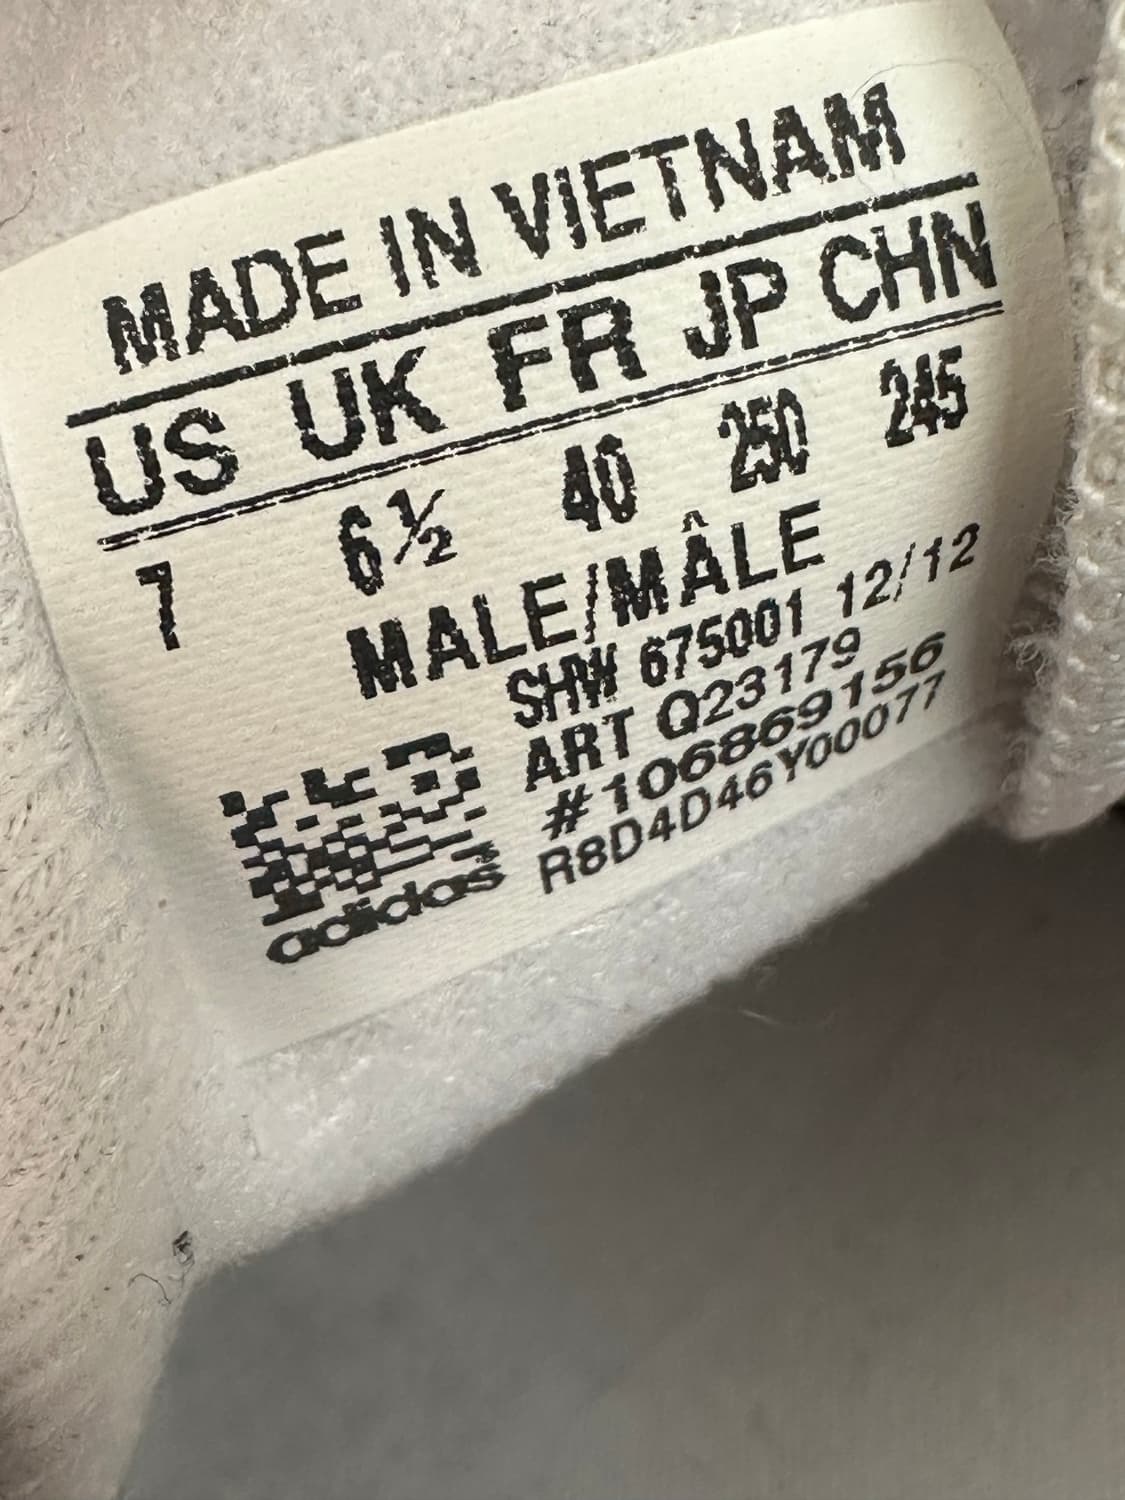 MADE IN VIETNAM
US UK FR JP CHN
7 6½ 40 250 245
MALE/MÂLE
SHW 675001 12/12
ART Q23179
#106869156
R8D4D46Y00077
adidas